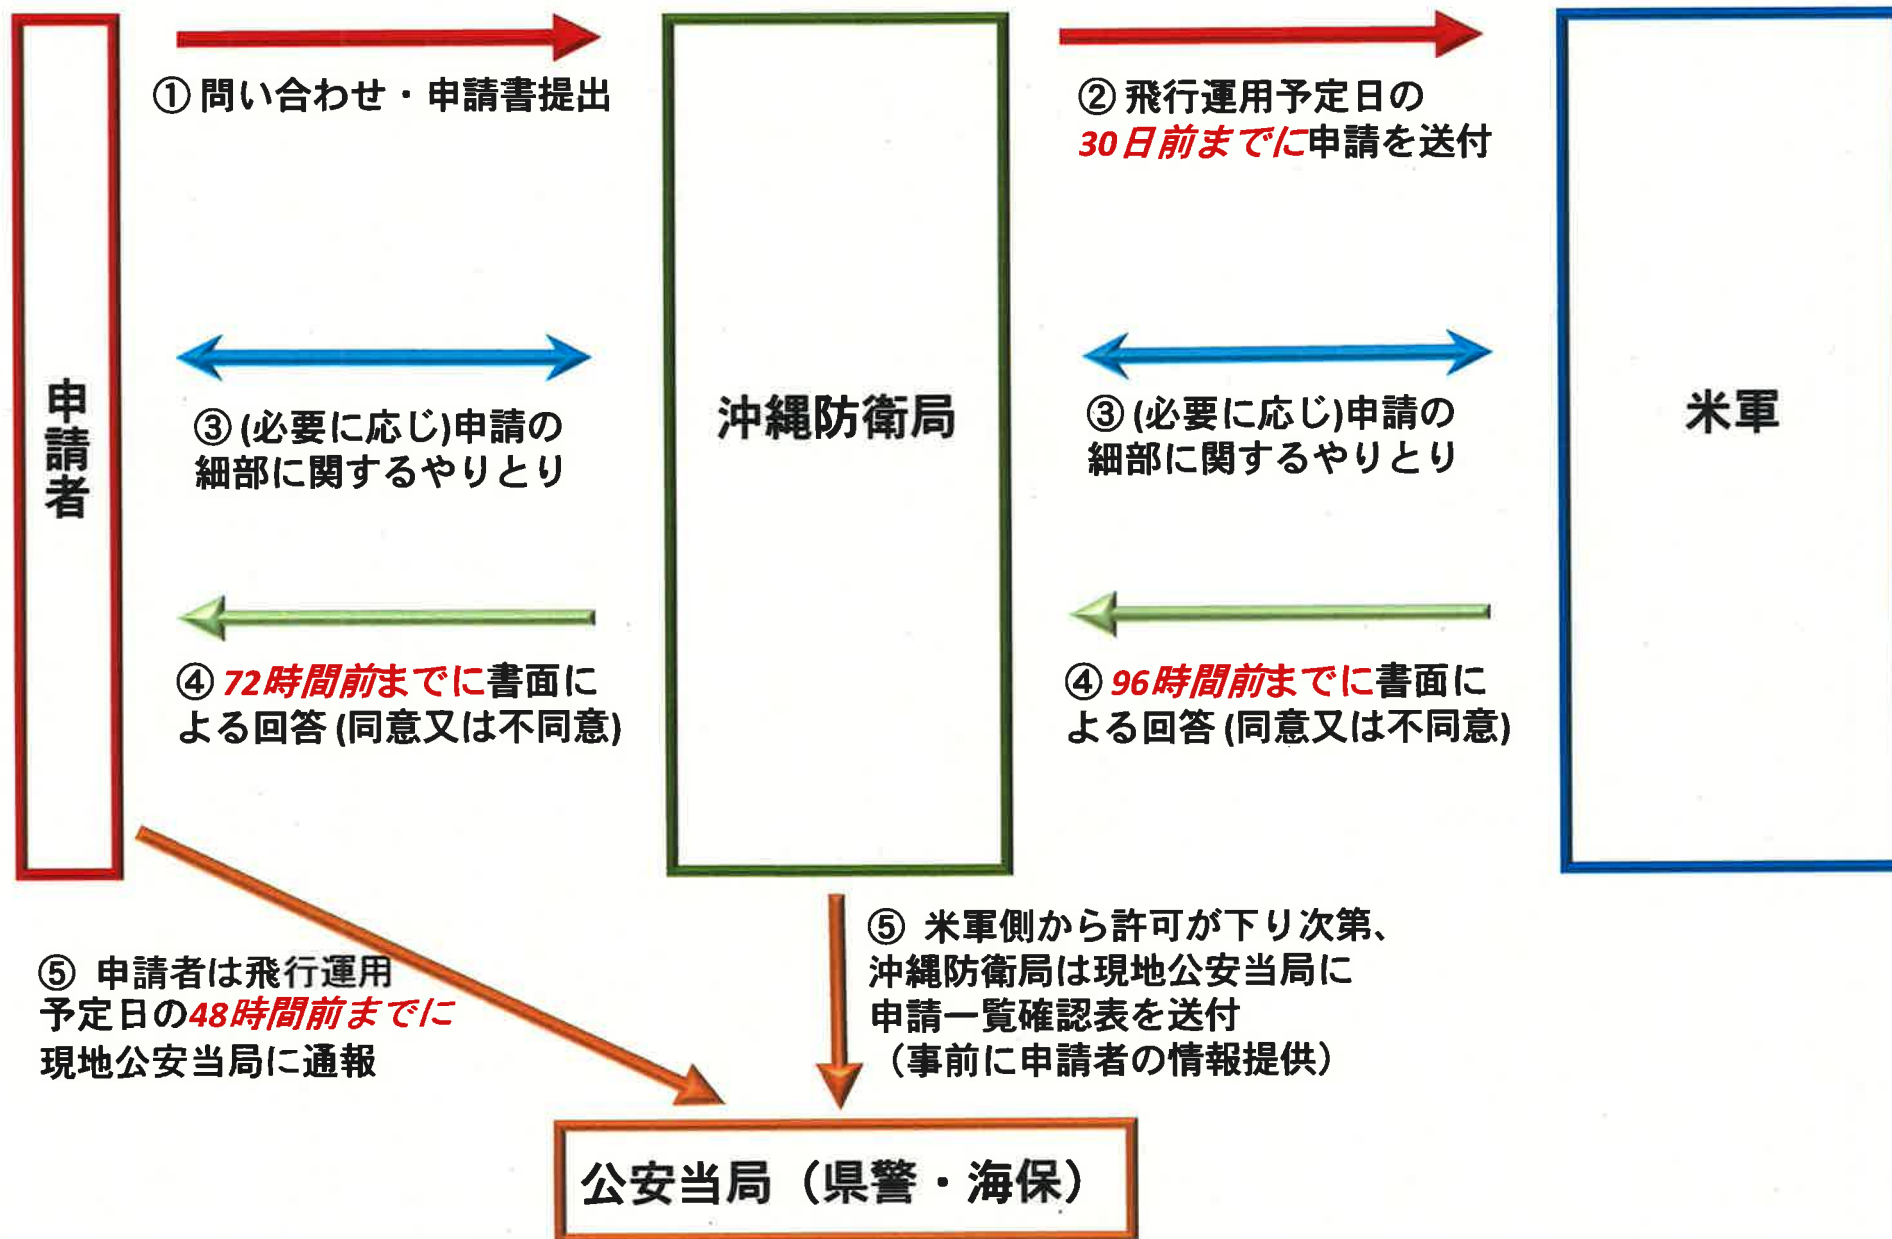 ① 問い合わせ・申請書提出
② 飛行運用予定日の
30日前までに申請を送付
申請者
沖縄防衛局
米軍
③ (必要に応じ)申請の
細部に関するやりとり
③ (必要に応じ)申請の
細部に関するやりとり
④ 72時間前までに書面に
よる回答 (同意又は不同意)
④ 96時間前までに書面に
よる回答 (同意又は不同意)
⑤ 申請者は飛行運用
予定日の48時間前までに
現地公安当局に通報
⑤ 米軍側から許可が下り次第、
沖縄防衛局は現地公安当局に
申請一覧確認表を送付
（事前に申請者の情報提供）
公安当局（県警・海保）